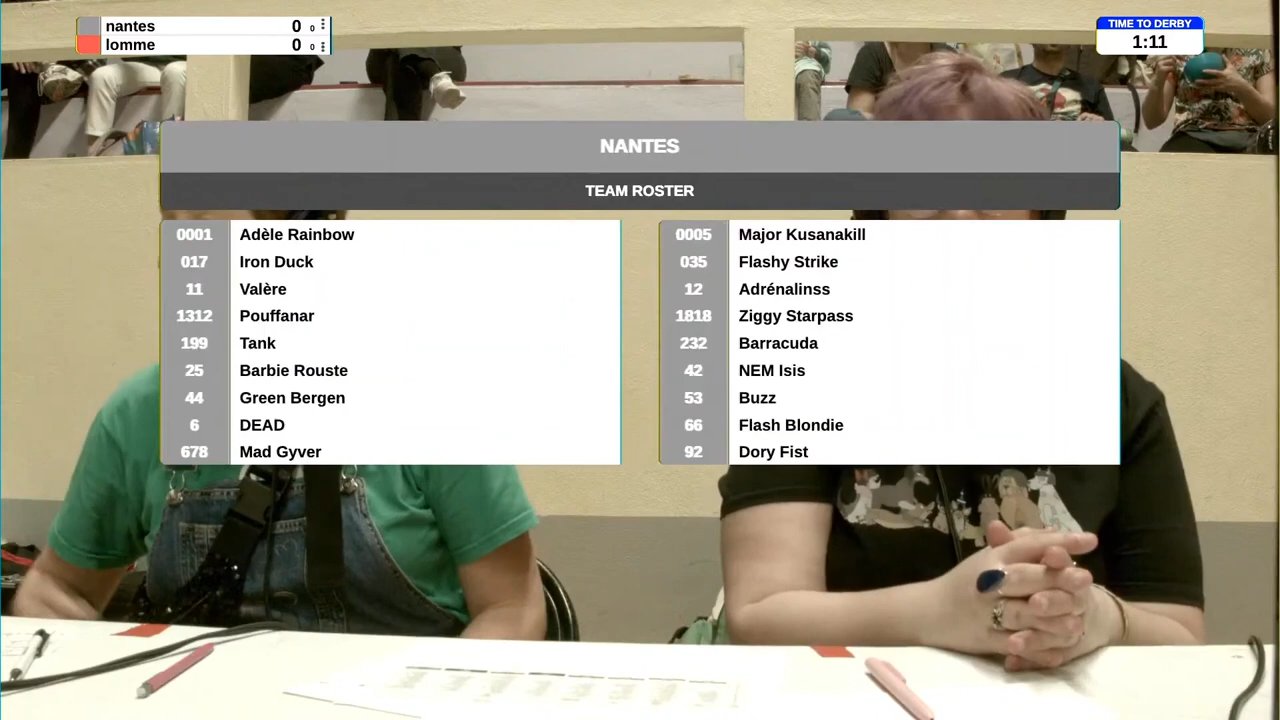 nantes 0 0
lomme 0 0
TIME TO DERBY
1:11
NANTES
TEAM ROSTER
0001 Adèle Rainbow
017 Iron Duck
11 Valère
1312 Pouffanar
199 Tank
25 Barbie Rouste
44 Green Bergen
6 DEAD
678 Mad Gyver
0005 Major Kusanakill
035 Flashy Strike
12 Adrénalinss
1818 Ziggy Starpass
232 Barracuda
42 NEM Isis
53 Buzz
66 Flash Blondie
92 Dory Fist